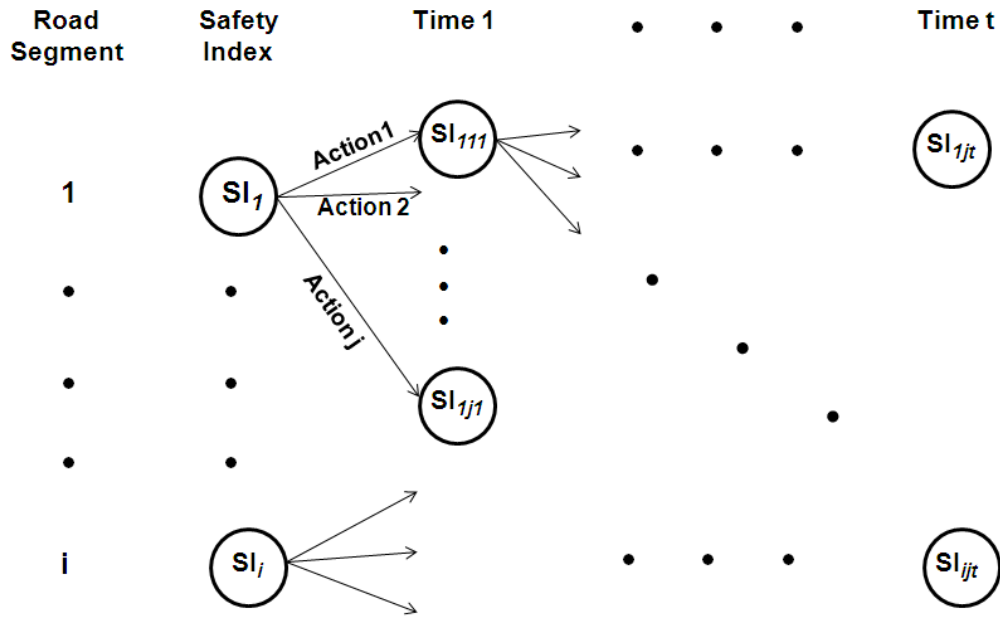 Road Segment
Safety Index
Time 1
Time t
1
SI1
Action1
Action 2
Action j
SI111
SI1jt
SI1j1
i
SIi
SIijt